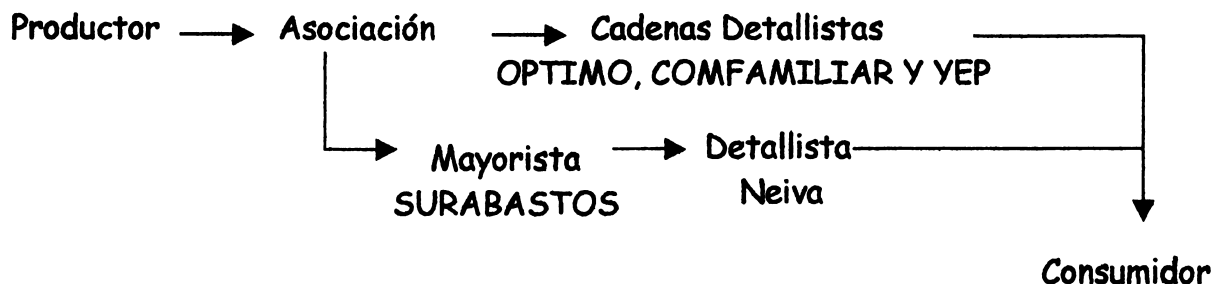 Productor Asociación Cadenas Detallistas
OPTIMO, COMFAMILIAR Y YEP
Mayorista Detallista
SURABASTOS Neiva
Consumidor